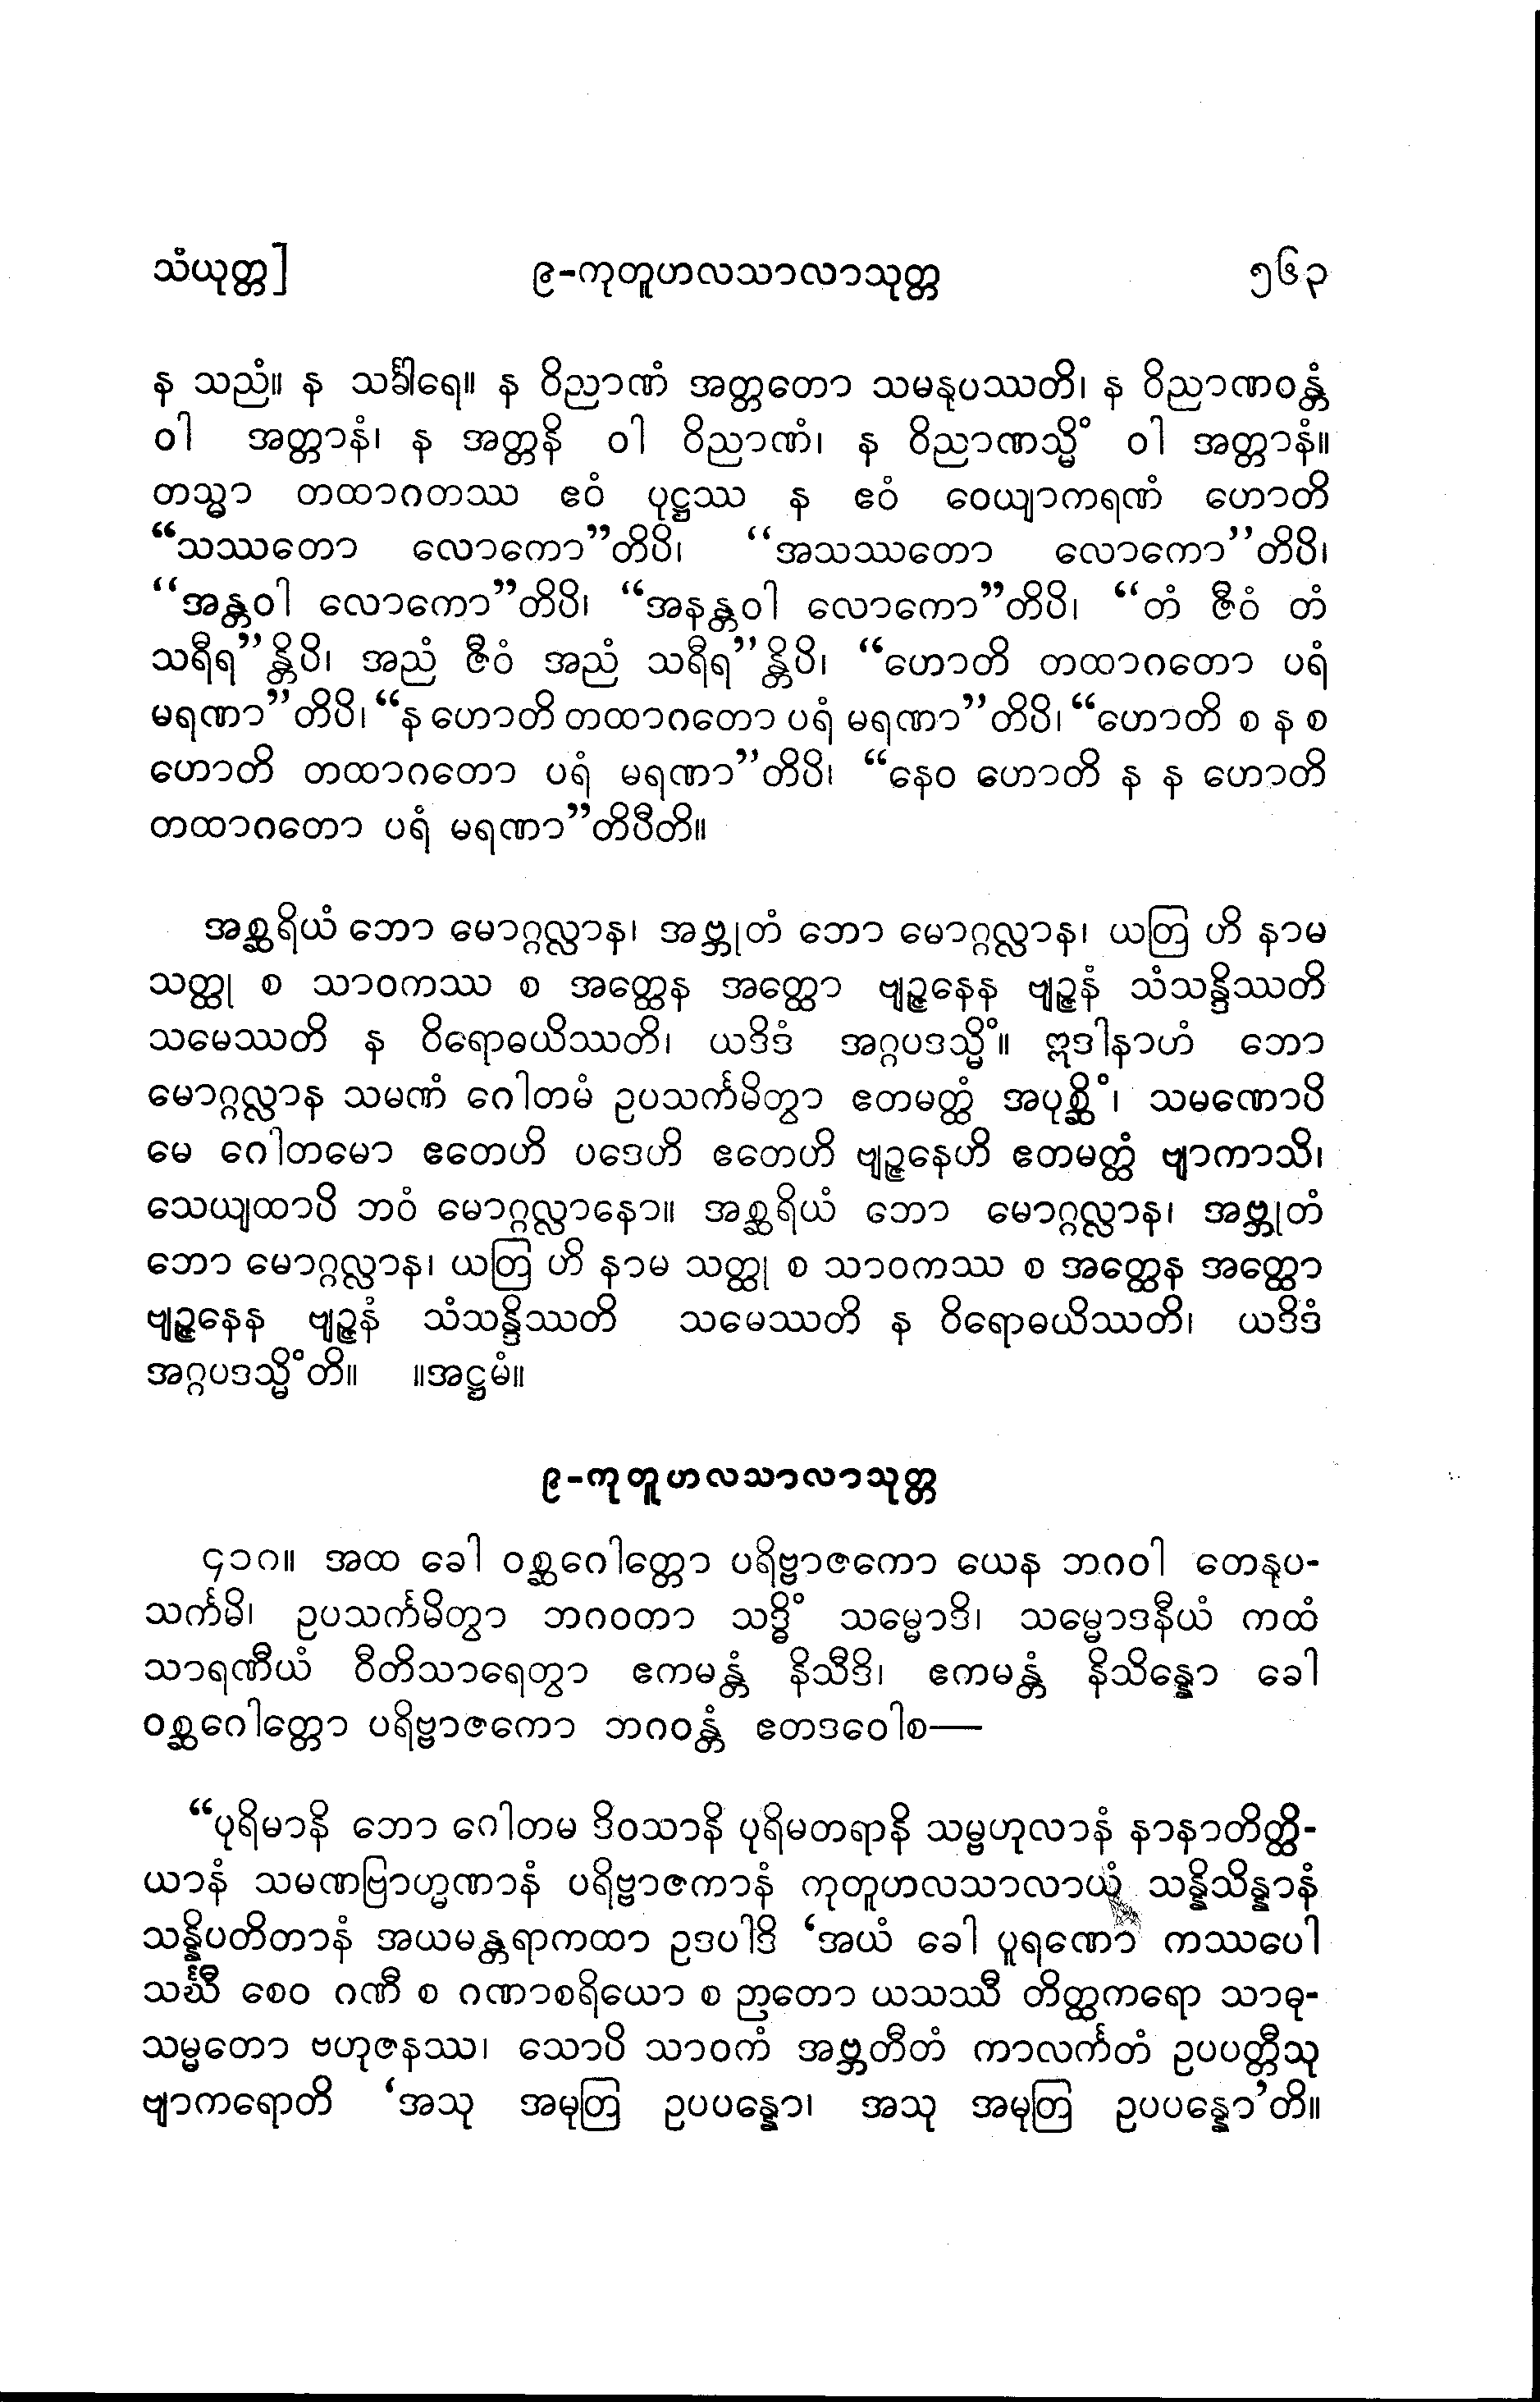 သံယုတ္တ] ၉-ကုတူဟလသာလာသုတ္တ ၅၆၃
န သညံ။ န သင်္ခါရေ။ န ဝိညာဏံ အတ္တတော သမနုပဿတိ၊ န ဝိညာဏဝန္တံ
ဝါ အတ္တာနံ၊ န အတ္တနိ ဝါ ဝိညာဏံ၊ န ဝိညာဏသ္မိံ ဝါ အတ္တာနံ။
တသ္မာ တထာဂတဿ ဧဝံ ပုဋ္ဌဿ န ဧဝံ ဝေယျာကရဏံ ဟောတိ
“သဿတော လောကော”တိပိ၊ “အသဿတော လောကော”တိပိ၊
“အန္တဝါ လောကော”တိပိ၊ “အနန္တဝါ လောကော”တိပိ၊ “တံ ဇီဝံ တံ
သရီရ”န္တိပိ၊ အညံ ဇီဝံ အညံ သရီရ”န္တိပိ၊ “ဟောတိ တထာဂတော ပရံ
မရဏာ”တိပိ၊ “န ဟောတိ တထာဂတော ပရံ မရဏာ”တိပိ၊ “ဟောတိ စ န စ
ဟောတိ တထာဂတော ပရံ မရဏာ”တိပိ၊ “နေဝ ဟောတိ န န ဟောတိ
တထာဂတော ပရံ မရဏာ”တိပီတိ။
အစ္ဆရိယံ ဘော မောဂ္ဂလ္လာန၊ အဗ္ဘုတံ ဘော မောဂ္ဂလ္လာန၊ ယတြ ဟိ နာမ
သတ္ထု စ သာဝကဿ စ အတ္ထေန အတ္ထော ဗျဉ္ဇနေန ဗျဉ္ဇနံ သံသန္ဒိဿတိ
သမေဿတိ န ဝိရောဓယိဿတိ၊ ယဒိဒံ အဂ္ဂပဒသ္မိံ။ ဣဒါနာဟံ ဘော
မောဂ္ဂလ္လာန သမဏံ ဂေါတမံ ဥပသင်္ကမိတွာ ဧတမတ္ထံ အပုစ္ဆိံ၊ သမဏောပိ
မေ ဂေါတမော ဧတေဟိ ပဒေဟိ ဧတေဟိ ဗျဉ္ဇနေဟိ ဧတမတ္ထံ ဗျာကာသိ၊
သေယျထာပိ ဘဝံ မောဂ္ဂလ္လာနော။ အစ္ဆရိယံ ဘော မောဂ္ဂလ္လာန၊ အဗ္ဘုတံ
ဘော မောဂ္ဂလ္လာန၊ ယတြ ဟိ နာမ သတ္ထု စ သာဝကဿ စ အတ္ထေန အတ္ထော
ဗျဉ္ဇနေန ဗျဉ္ဇနံ သံသန္ဒိဿတိ သမေဿတိ န ဝိရောဓယိဿတိ၊ ယဒိဒံ
အဂ္ဂပဒသ္မိံတိ။ ။အဋ္ဌမံ။
၉-ကုတူဟလသာလာသုတ္တ
၄၁၈။ အထ ခေါ ဝစ္ဆဂေါတ္တော ပရိဗ္ဗာဇကော ယေန ဘဂဝါ တေနုပ-
သင်္ကမိ၊ ဥပသင်္ကမိတွာ ဘဂဝတာ သဒ္ဓိံ သမ္မောဒိ၊ သမ္မောဒနီယံ ကထံ
သာရဏီယံ ဝီတိသာရေတွာ ဧကမန္တံ နိသီဒိ၊ ဧကမန္တံ နိသိန္နော ခေါ
ဝစ္ဆဂေါတ္တော ပရိဗ္ဗာဇကော ဘဂဝန္တံ ဧတဒဝေါစ—
“ပုရိမာနိ ဘော ဂေါတမ ဒိဝသာနိ ပုရိမတရာနိ သမ္ဗဟုလာနံ နာနာတိတ္ထိ-
ယာနံ သမဏဗြာဟ္မဏာနံ ပရိဗ္ဗာဇကာနံ ကုတူဟလသာလာယံ သန္နိသိန္နာနံ
သန္နိပတိတာနံ အယမန္တရာကထာ ဥဒပါဒိ ‘အယံ ခေါ ပူရဏော ကဿပေါ
သင်္ဃီ စေဝ ဂဏီ စ ဂဏာစရိယော စ ဉာတော ယသဿီ တိတ္ထကရော သာဓု-
သမ္မတော ဗဟုဇနဿ၊ သောပိ သာဝကံ အဗ္ဘတီတံ ကာလင်္ကတံ ဥပပတ္တီသု
ဗျာကရောတိ ‘အသု အမုတြ ဥပပန္နော၊ အသု အမုတြ ဥပပန္နော’တိ။